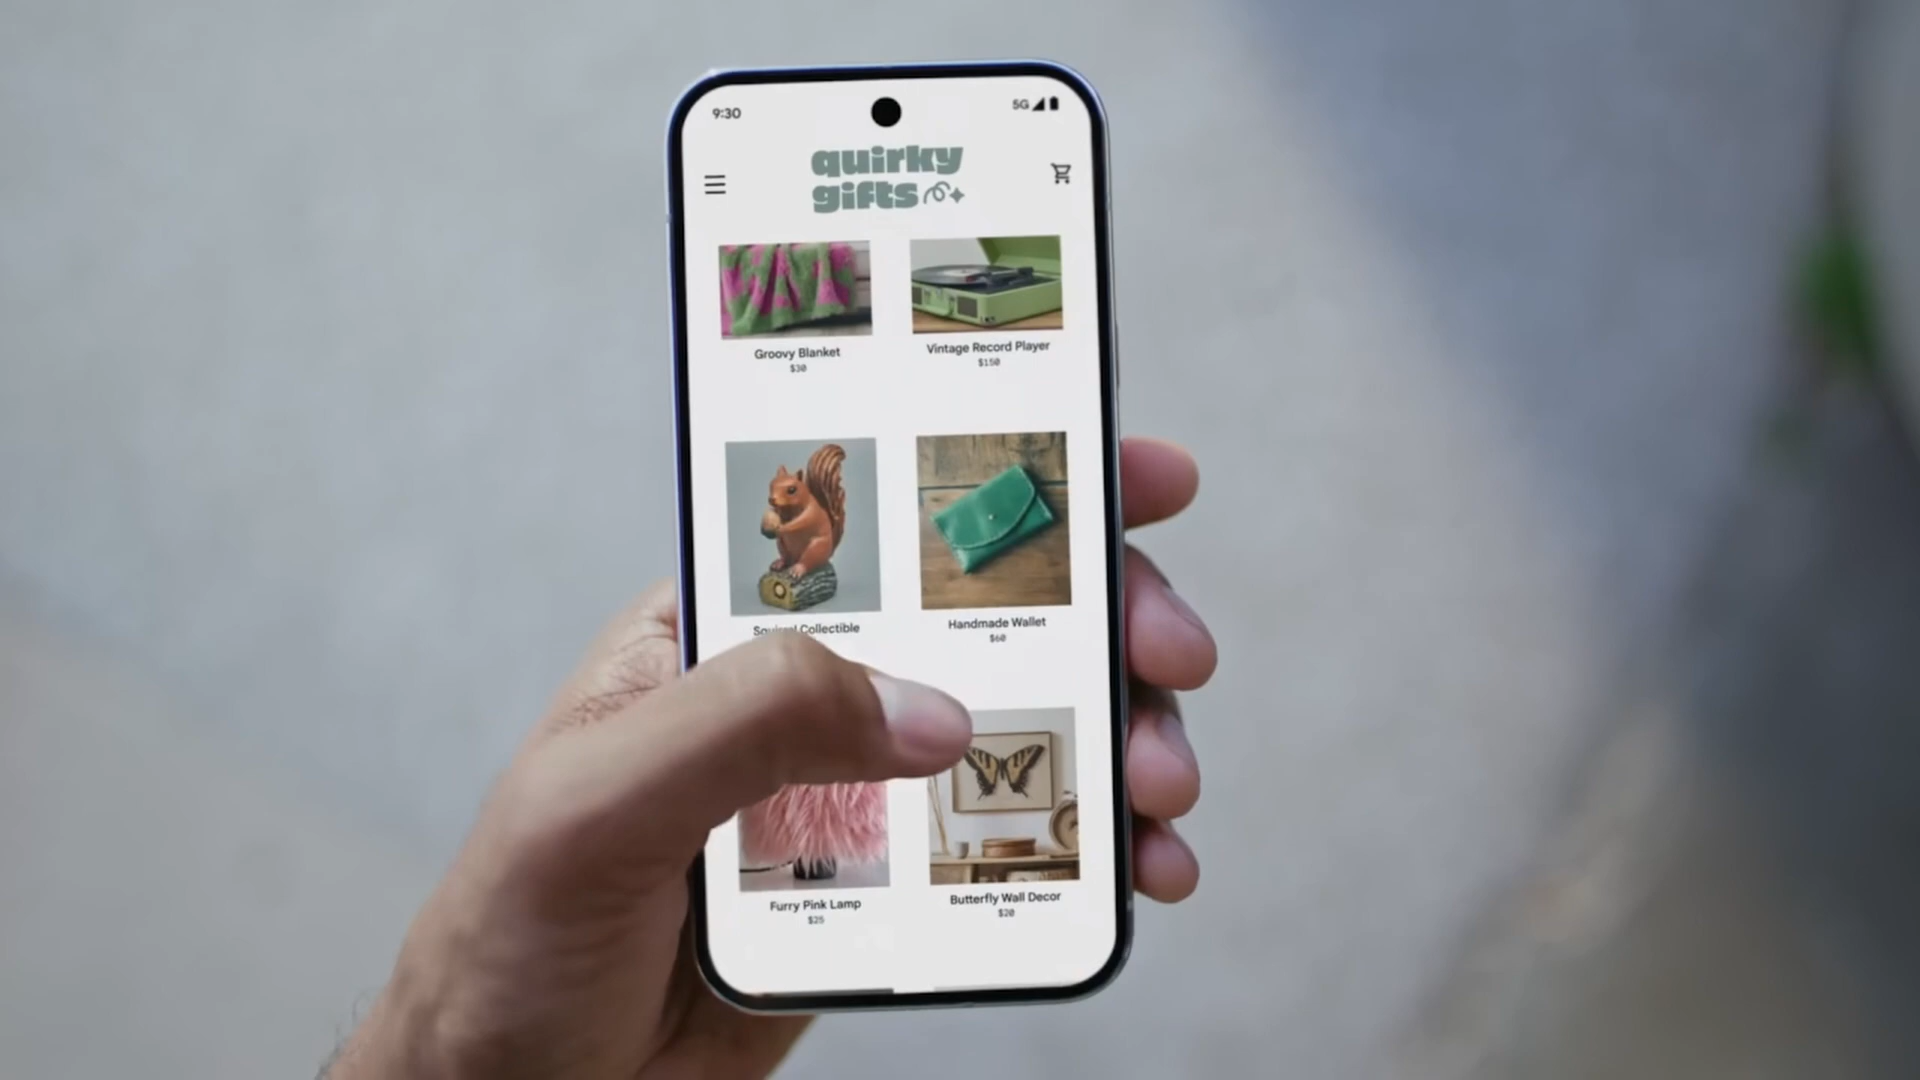 9:30
5G
quirky
gifts
Groovy Blanket
$30
Vintage Record Player
$150
Squirrel Collectible
Handmade Wallet
$60
Furry Pink Lamp
$25
Butterfly Wall Decor
$20